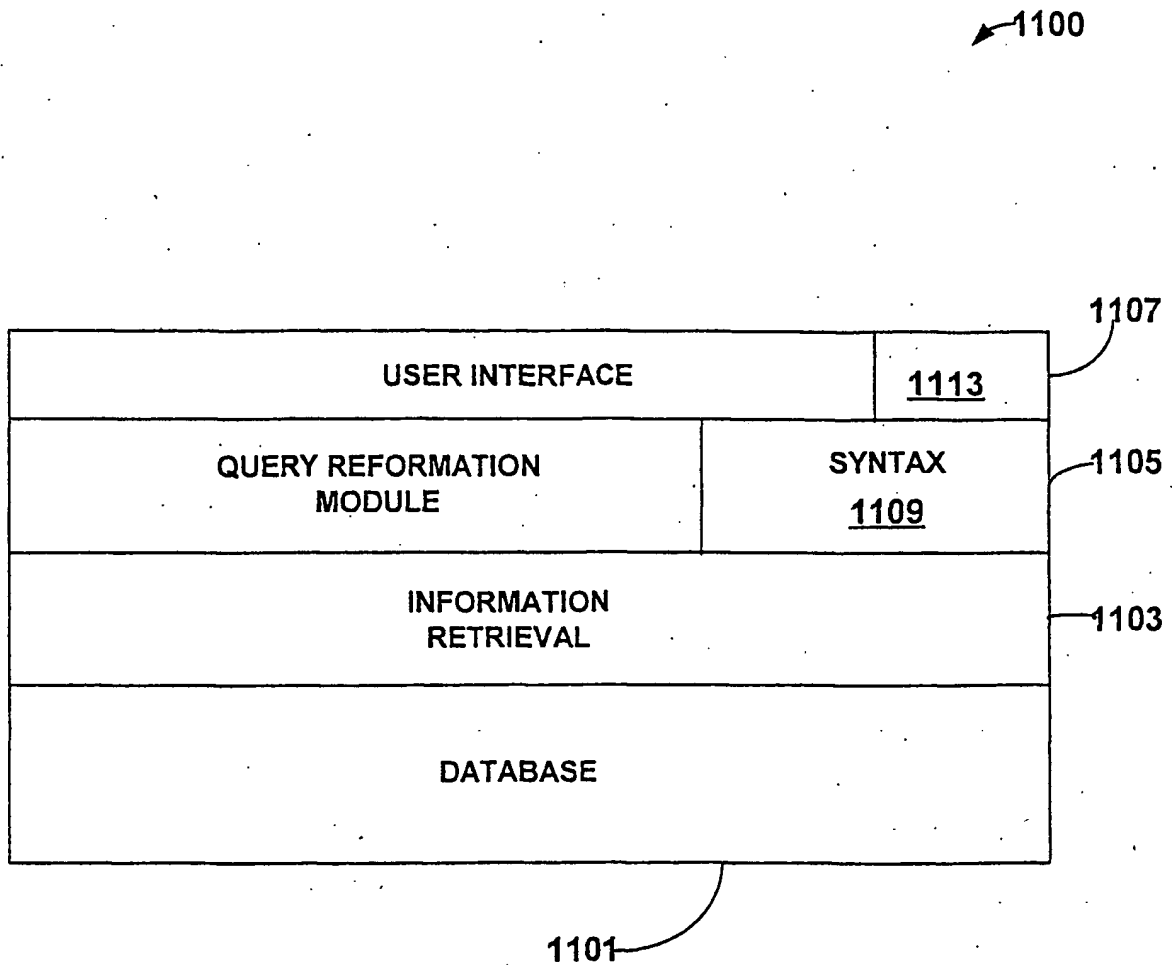 1100
1107
USER INTERFACE
1113
QUERY REFORMATION
MODULE
SYNTAX
1109
1105
INFORMATION
RETRIEVAL
1103
DATABASE
1101